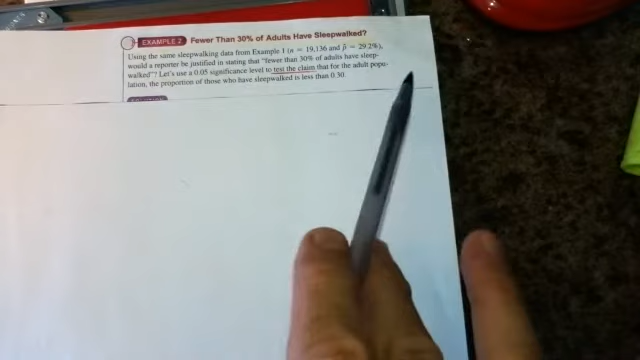 EXAMPLE 2 Fewer Than 30% of Adults Have Sleepwalked?
Using the same sleepwalking data from Example 1 (n = 19,136 and p̂ = 29.2%),
would a reporter be justified in stating that "fewer than 30% of adults have sleep-
walked"? Let's use a 0.05 significance level to test the claim that for the adult popu-
lation, the proportion of those who have sleepwalked is less than 0.30.